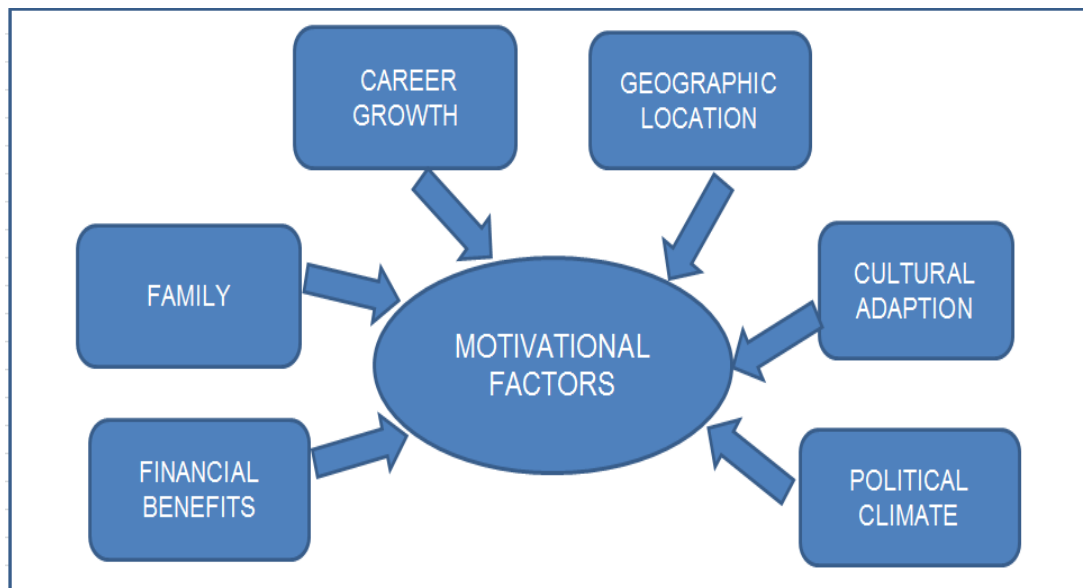 CAREER
GROWTH
GEOGRAPHIC
LOCATION
FAMILY
CULTURAL
ADAPTION
MOTIVATIONAL
FACTORS
FINANCIAL
BENEFITS
POLITICAL
CLIMATE